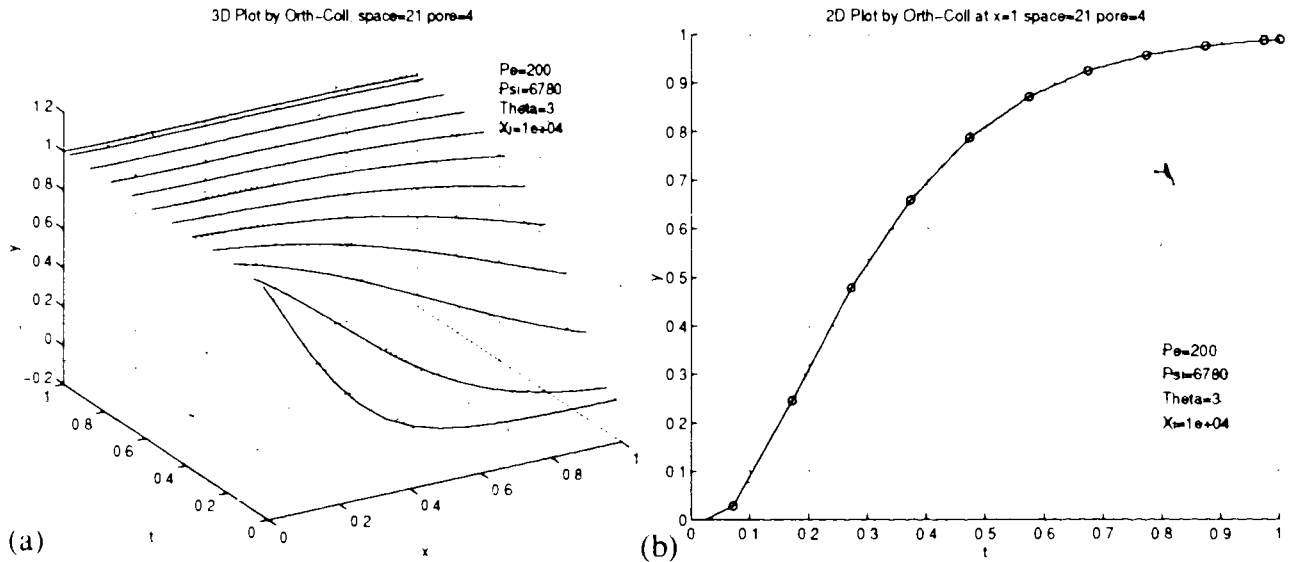 3D Plot by Orth-Coll. space=21 pore=4
Pe=200
Psi=6780
Theta=3
Xi=1e+04
1 2
1
0 8
0 6
0 4
0 2
0
-0 2
y
1
0 8
0 6
0 4
0 2
0
t
0
0 2
0 4
0 6
0 8
1
x
(a)
2D Plot by Orth-Coll at x=1 space=21 pore=4
1
0 9
0 8
0 7
0 6
0 5
0 4
0 3
0 2
0 1
0
y
Pe=200
Psi=6780
Theta=3
Xi=1e+04
0
0 1
0 2
0 3
0 4
0 5
0 6
0 7
0 8
0 9
1
t
(b)